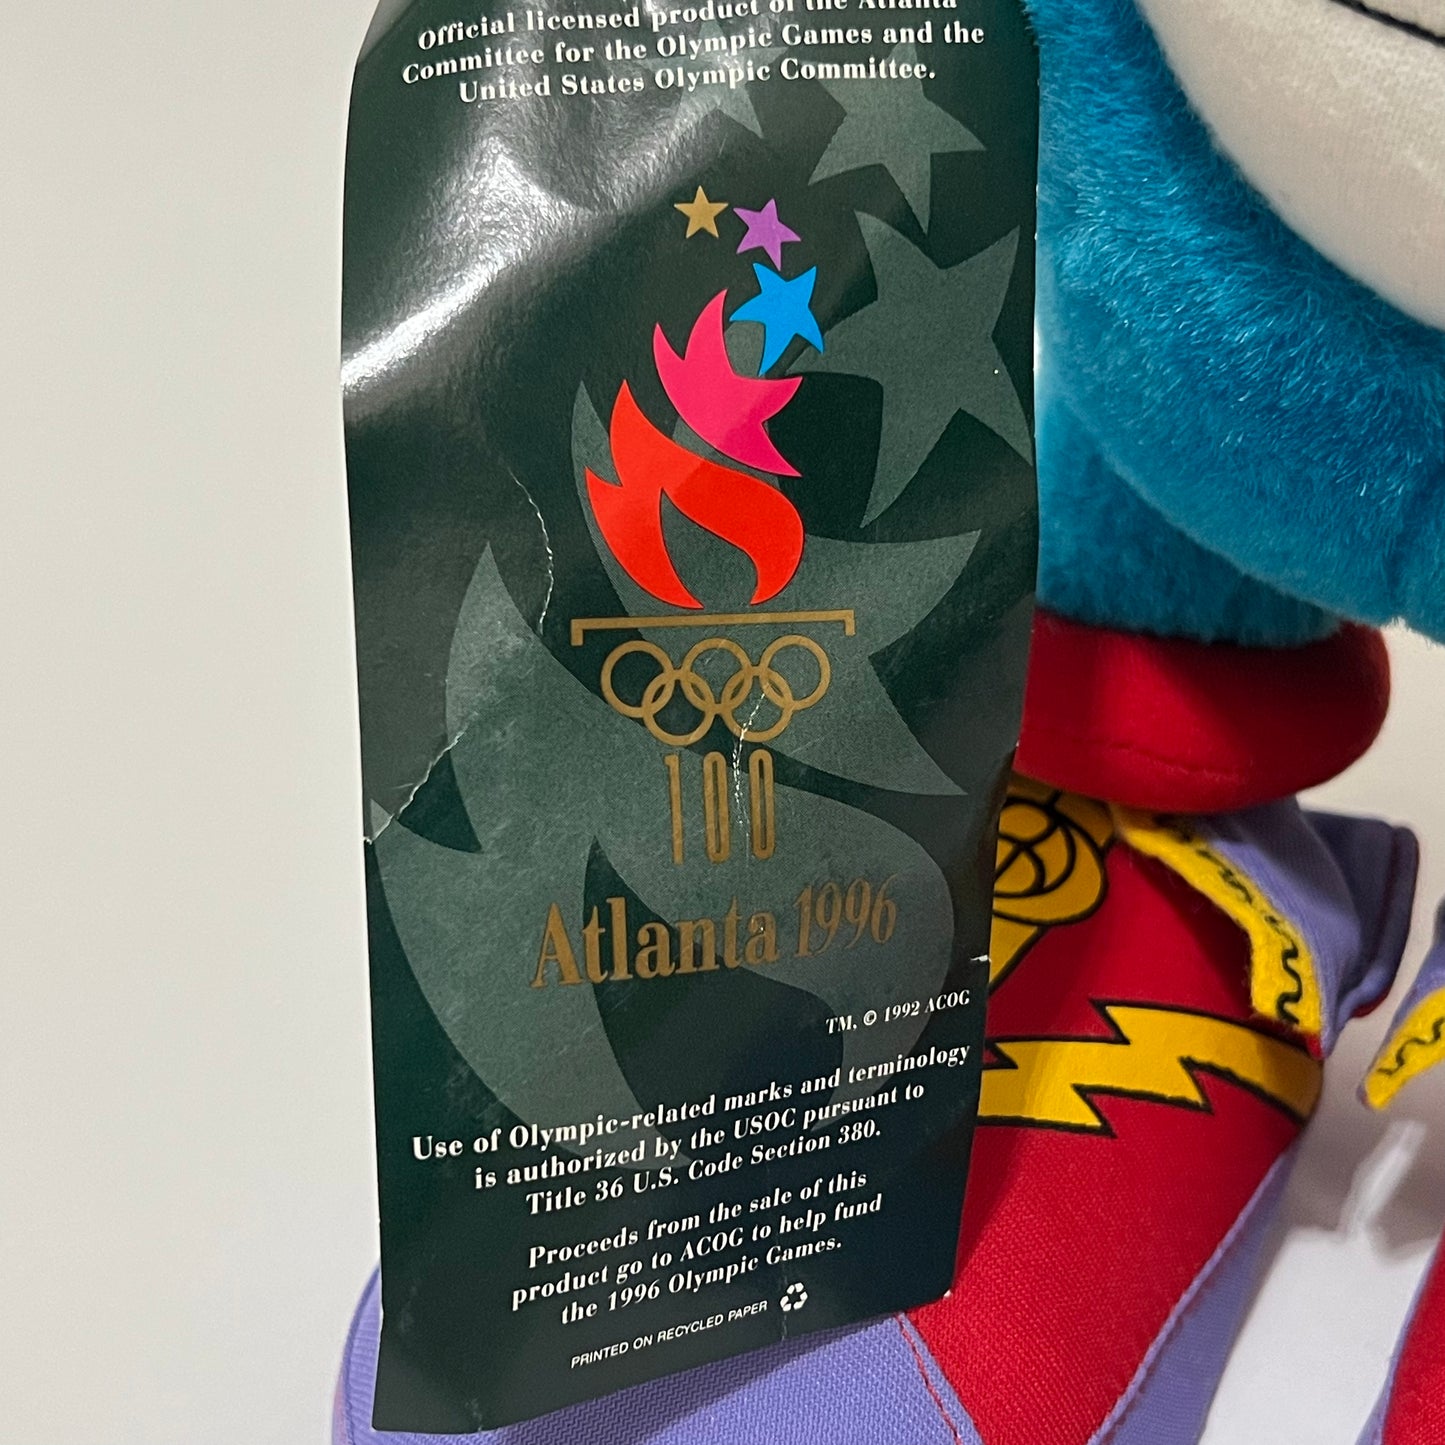 Official licensed product of the Atlanta
Committee for the Olympic Games and the
United States Olympic Committee.
100
Atlanta 1996
TM, © 1992 ACOG
Use of Olympic-related marks and terminology
is authorized by the USOC pursuant to
Title 36 U.S. Code Section 380.
Proceeds from the sale of this
product go to ACOG to help fund
the 1996 Olympic Games.
PRINTED ON RECYCLED PAPER